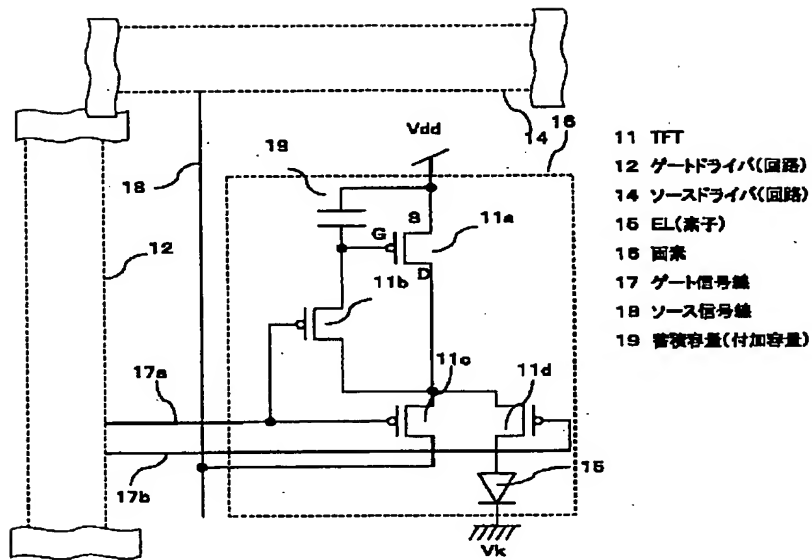 16
Vdd
14
19
18
S
G
11a
D
12
11b
11c
11d
17a
17b
15
Vk
11 TFT
12 ゲートドライバ(回路)
14 ソースドライバ(回路)
15 EL(素子)
16 画素
17 ゲート信号線
18 ソース信号線
19 蓄積容量(付加容量)